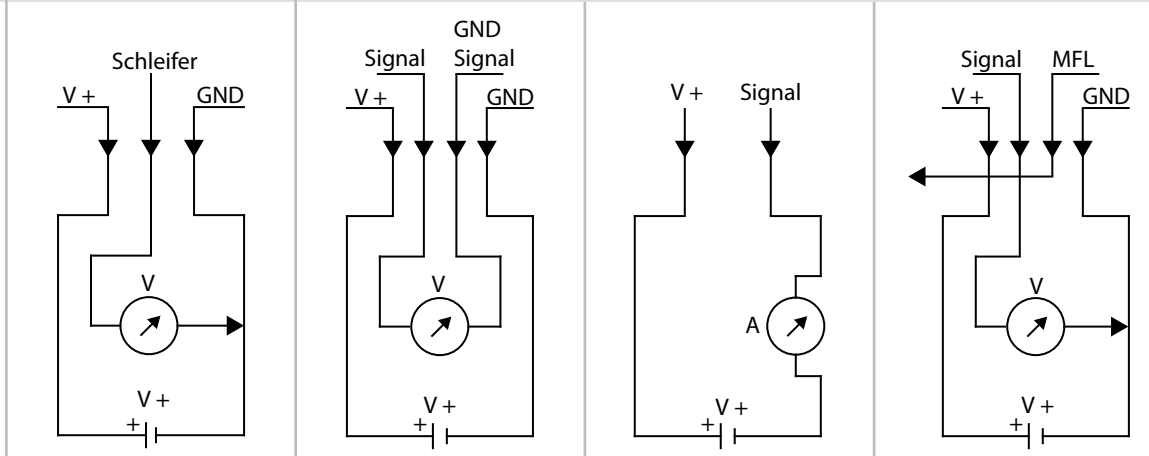 Schleifer
V +
GND
V
V +
+
GND
Signal
Signal
V +
GND
V
V +
+
V +
Signal
A
V +
+
Signal
MFL
V +
GND
V
V +
+